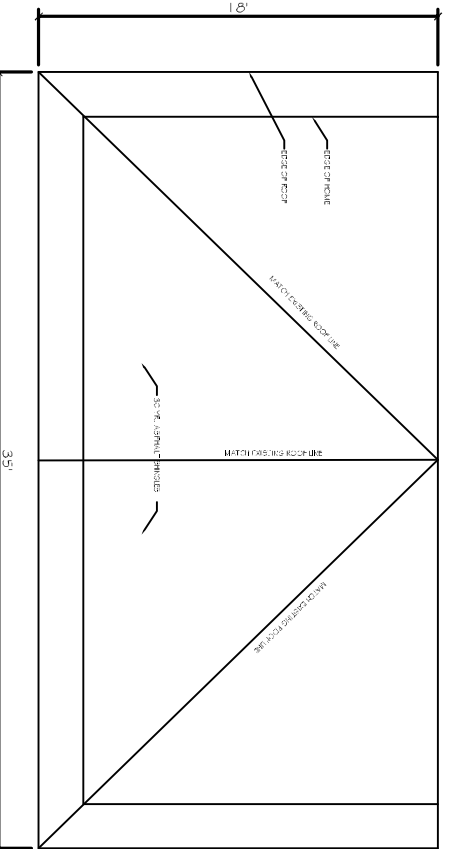 18'
EDGE OF ROOF
EDGE OF HOME
MATCH EXISTING ROOF LINE
MATCH EXISTING ROOF LINE
30 YR. ASPHALT SHINGLES
MATCH EXISTING ROOF LINE
35'